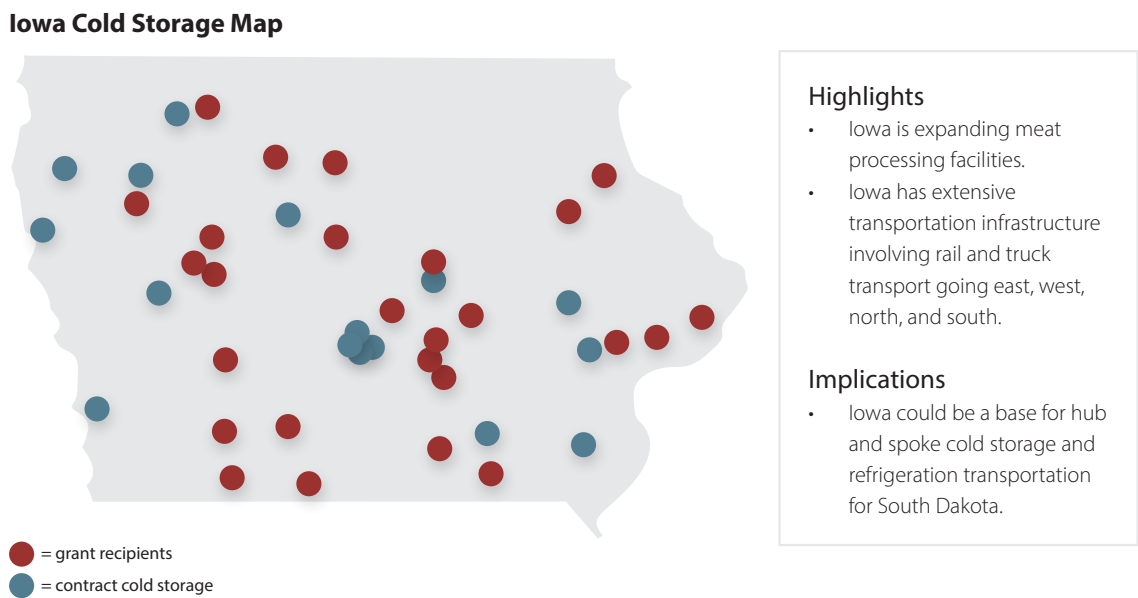 Iowa Cold Storage Map
Highlights
• Iowa is expanding meat
processing facilities.
• Iowa has extensive
transportation infrastructure
involving rail and truck
transport going east, west,
north, and south.
Implications
• Iowa could be a base for hub
and spoke cold storage and
refrigeration transportation
for South Dakota.
= grant recipients
= contract cold storage